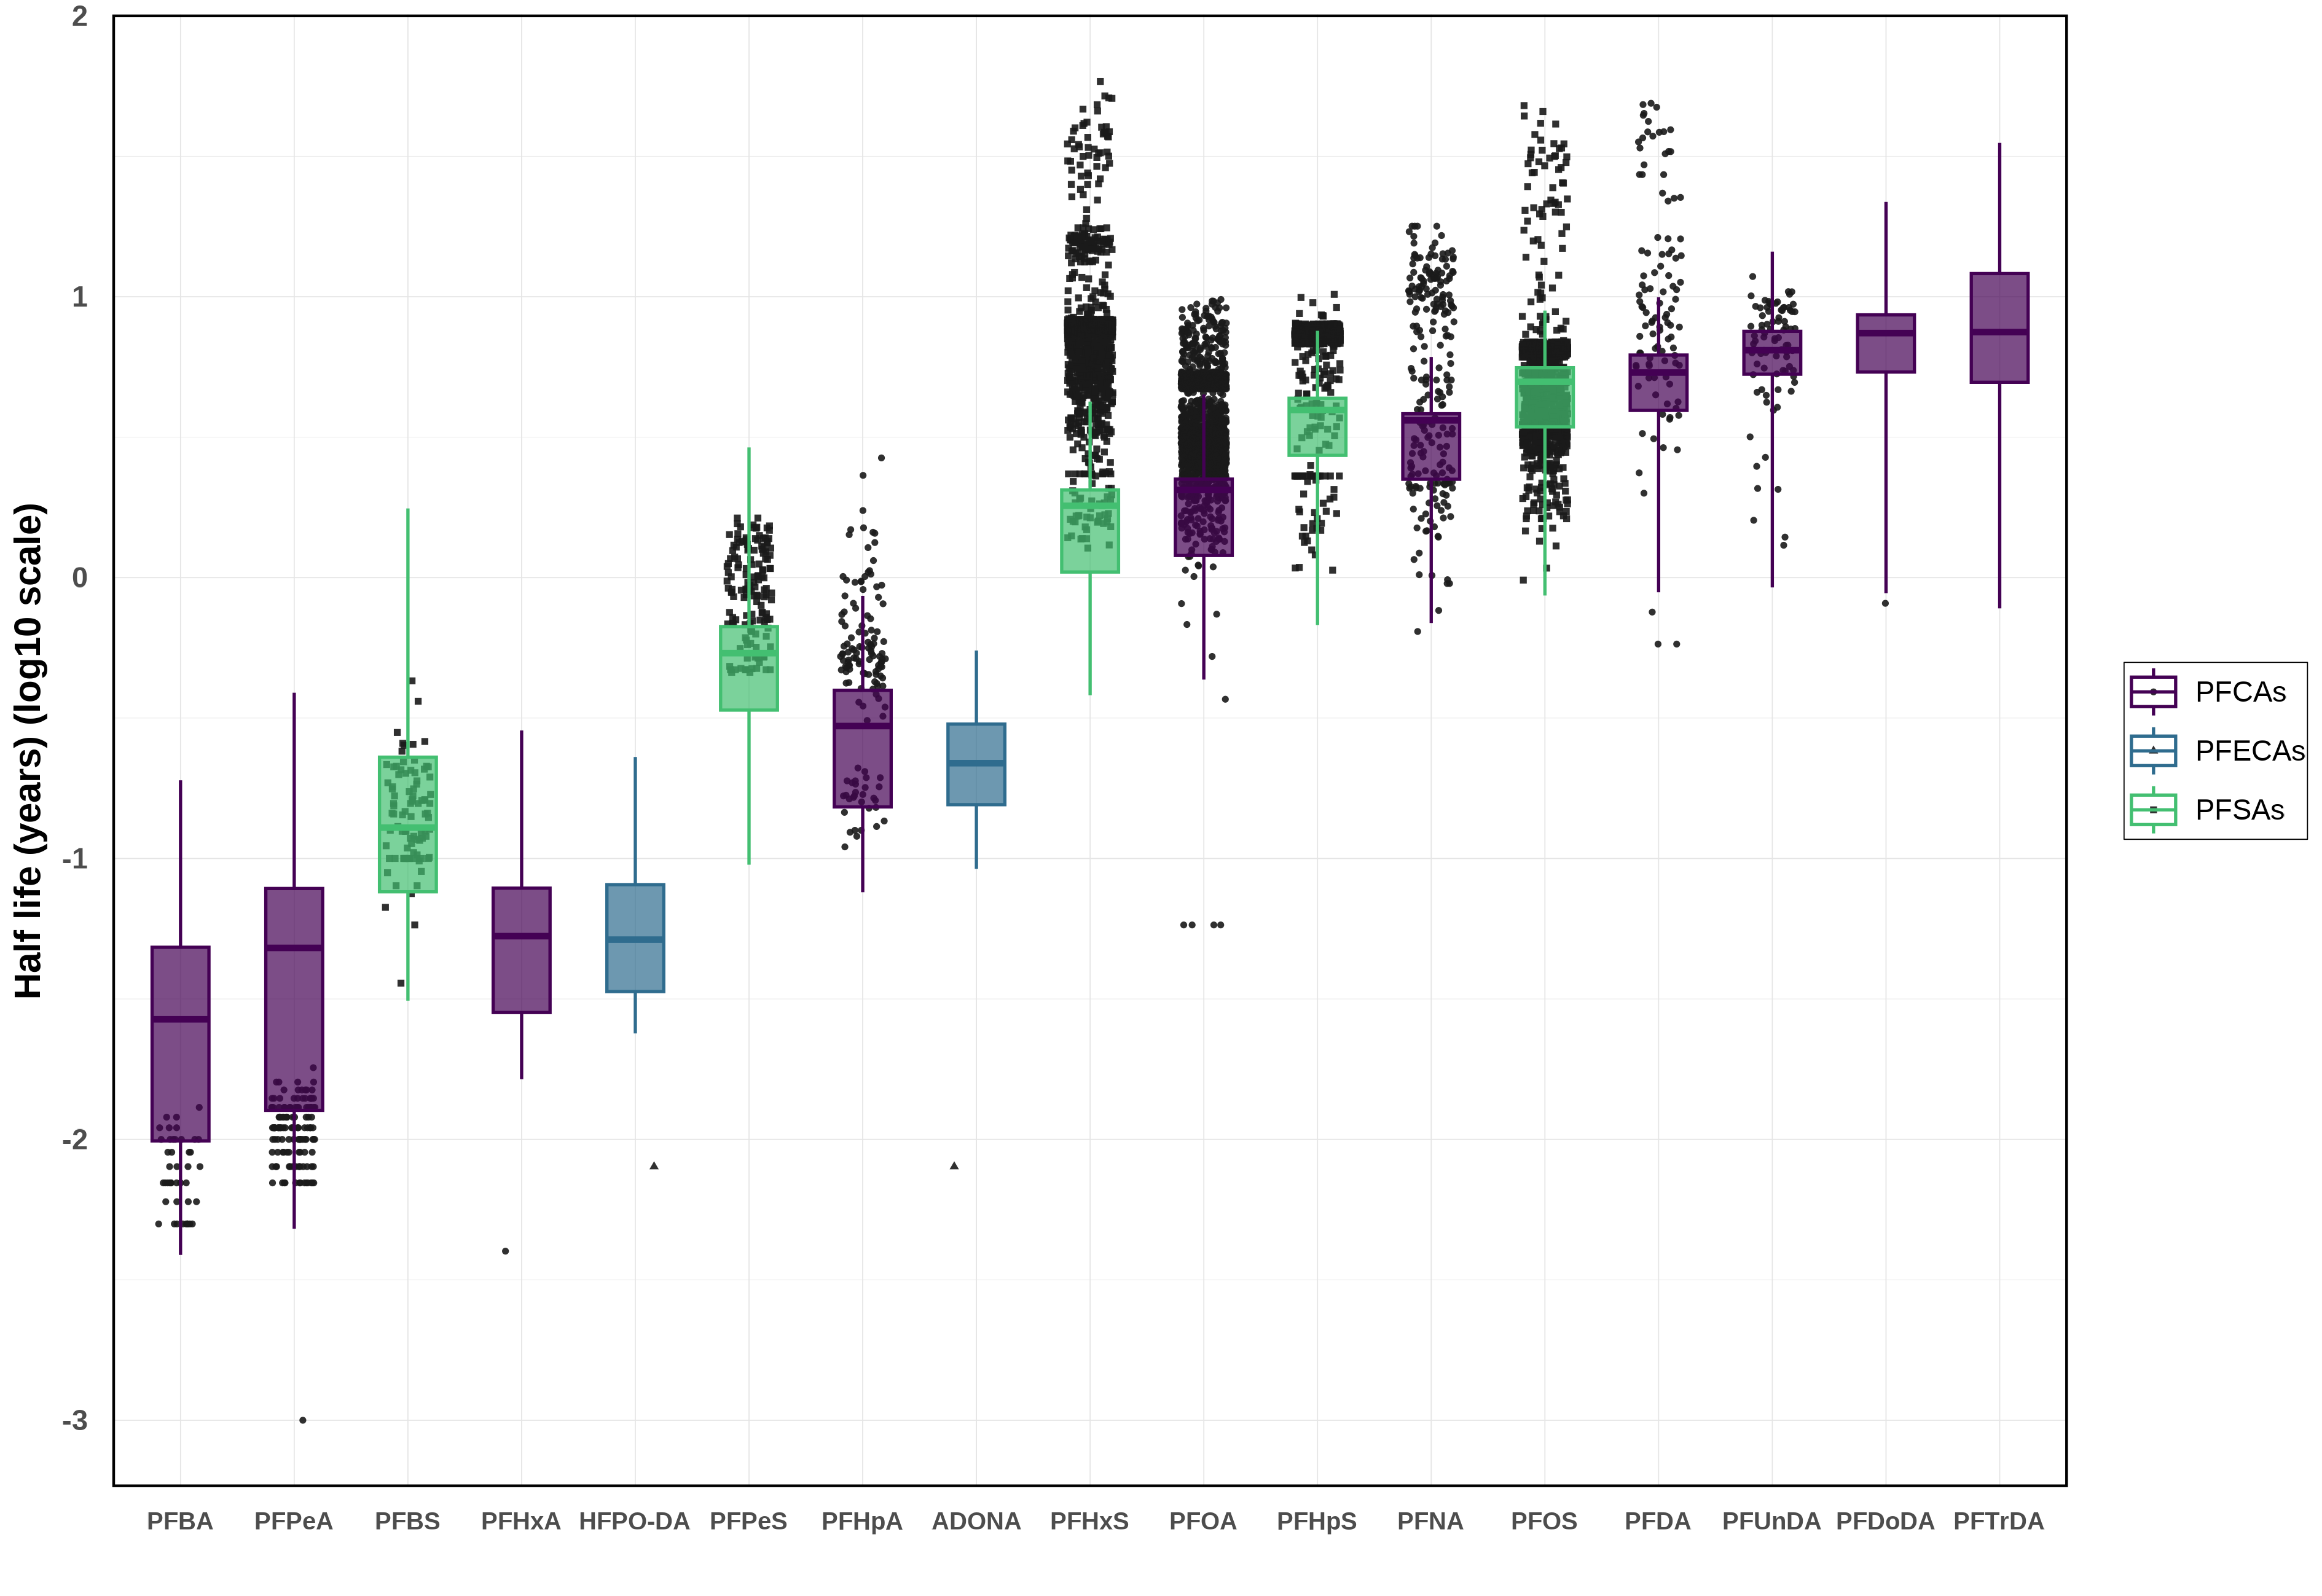 2
1
0
-1
-2
-3
Half life (years) (log10 scale)
PFBA PFPeA PFBS PFHxA HFPO-DA PFPeS PFHpA ADONA PFHxS PFOA PFHpS PFNA PFOS PFDA PFUnDA PFDoDA PFTrDA
PFCAs
PFECAs
PFSAs